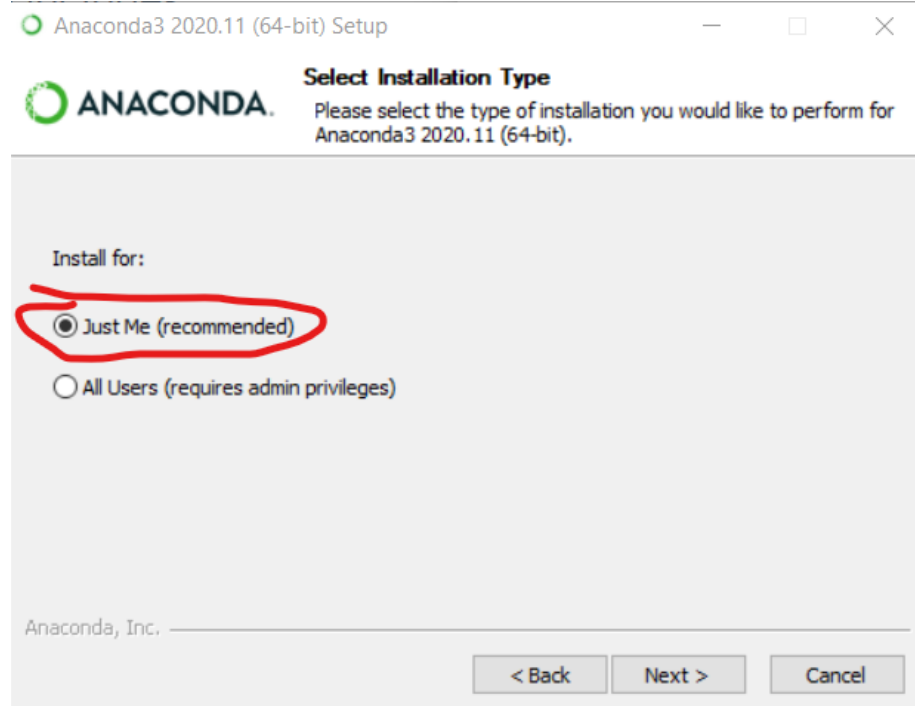 Anaconda3 2020.11 (64-bit) Setup
ANACONDA.
Select Installation Type
Please select the type of installation you would like to perform for
Anaconda3 2020.11 (64-bit).
Install for:
Just Me (recommended)
All Users (requires admin privileges)
Anaconda, Inc.
< Back Next > Cancel